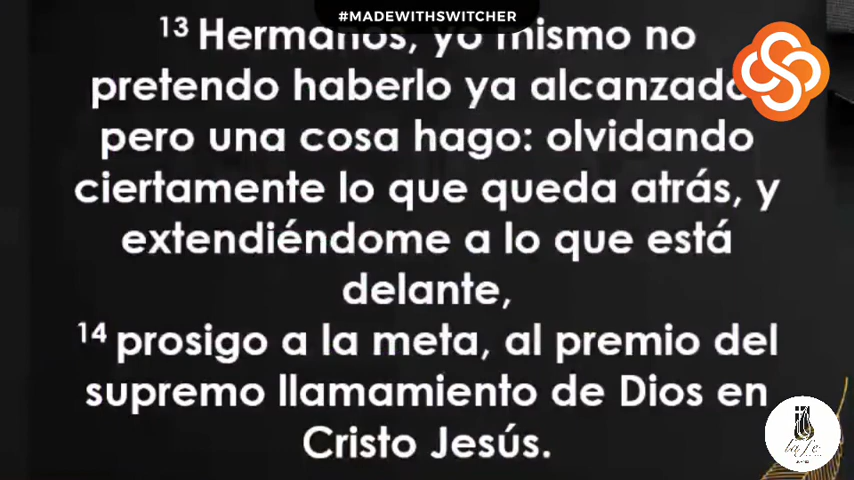 #MADEWITHSWITCHER
13 Hermanos, yo mismo no
pretendo haberlo ya alcanzado
pero una cosa hago: olvidando
ciertamente lo que queda atrás, y
extendiéndome a lo que está
delante,
14 prosigo a la meta, al premio del
supremo llamamiento de Dios en
Cristo Jesús.
la fe